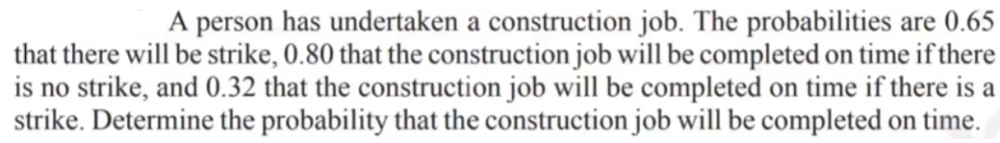 A person has undertaken a construction job. The probabilities are 0.65
that there will be strike, 0.80 that the construction job will be completed on time if there
is no strike, and 0.32 that the construction job will be completed on time if there is a
strike. Determine the probability that the construction job will be completed on time.